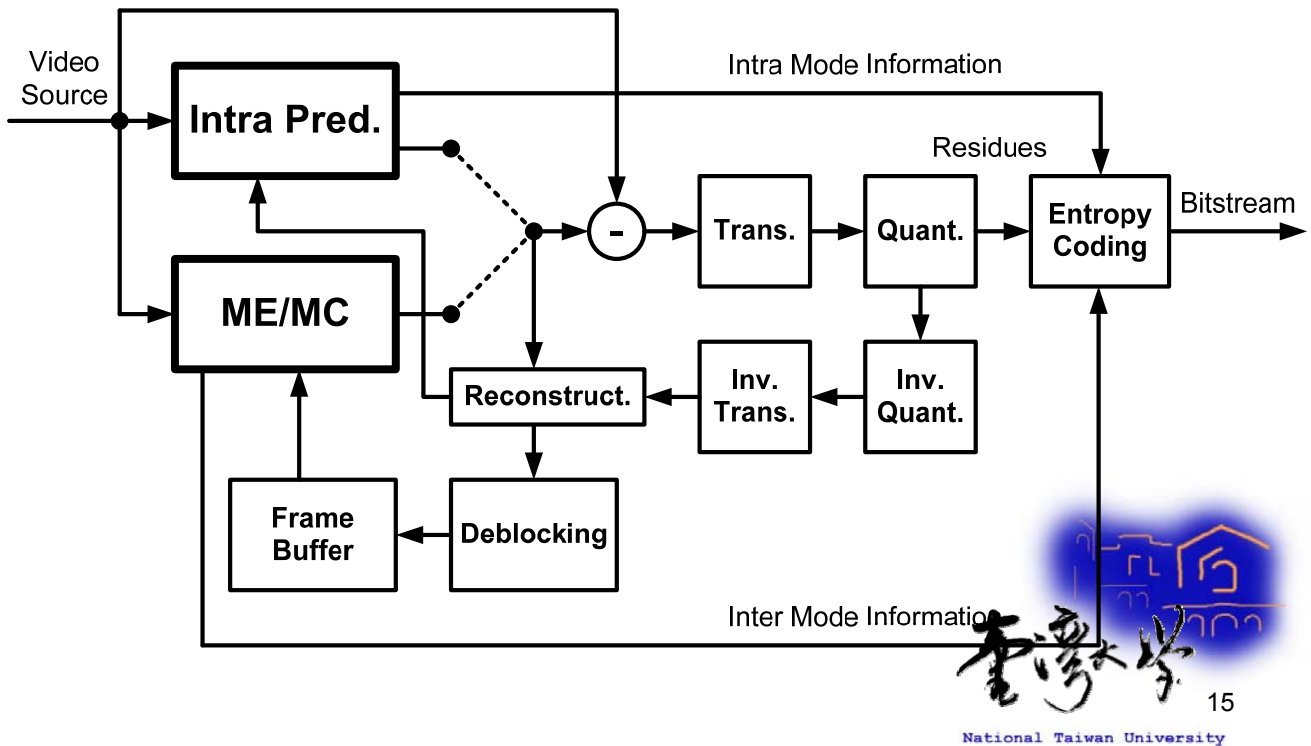 Video
Source
Intra Mode Information
Intra Pred.
Residues
-
Trans.
Quant.
Entropy
Coding
Bitstream
ME/MC
Reconstruct.
Inv.
Trans.
Inv.
Quant.
Frame
Buffer
Deblocking
Inter Mode Information
臺灣大學
15
National Taiwan University